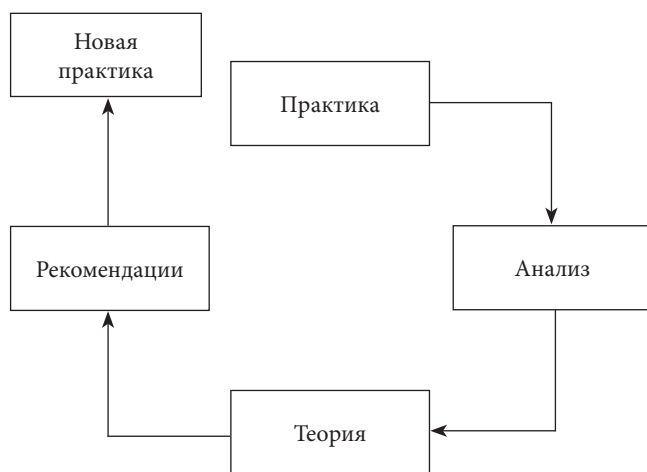 Новая
практика
Практика
Рекомендации
Анализ
Теория